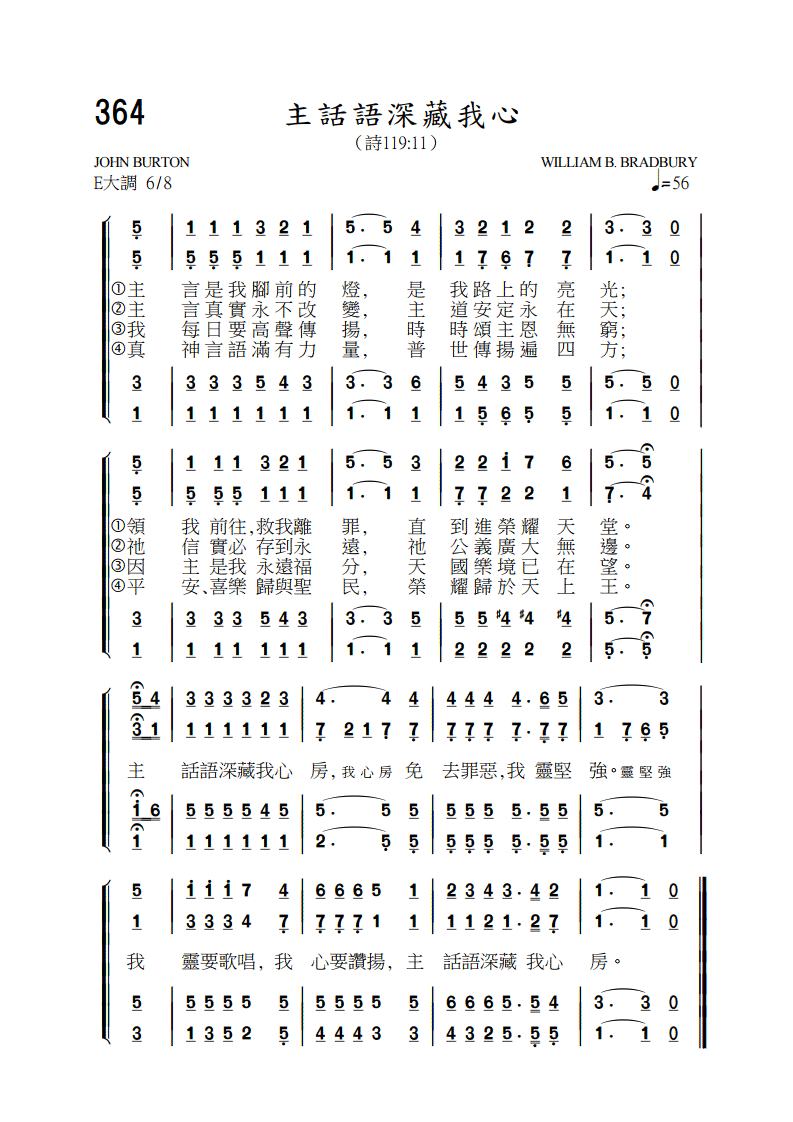 364
主話語深藏我心
（詩119:11）
JOHN BURTON
WILLIAM B. BRADBURY
E大調 6/8
♩=56
5 | 1 1 1 3 2 1 | 5 . 5 4 | 3 2 1 2 2 | 3 . 3 0
5 | 5 5 5 1 1 1 | 1 . 1 1 | 1 7 6 7 7 | 1 . 1 0
①主 言是我腳前的 燈， 是 我路上的亮 光；
②主 言真實永不改 變， 主 道安定永在 天；
③我 每日要高聲傳 揚， 時 時頌主恩無 窮；
④真 神言語滿有力 量， 普 世傳揚遍四 方；
3 | 3 3 3 5 4 3 | 3 . 3 6 | 5 4 3 5 5 | 5 . 5 0
1 | 1 1 1 1 1 1 | 1 . 1 1 | 1 5 6 5 5 | 1 . 1 0
5 | 1 1 1 3 2 1 | 5 . 5 3 | 2 2 1 7 6 | 5 . 5
5 | 5 5 5 1 1 1 | 1 . 1 1 | 7 7 2 2 1 | 7 . 4
①領 我 前往，救我離 罪， 直 到進榮耀天 堂。
②祂 信 實必 存到永 遠， 祂 公義廣大無 邊。
③因 主 是我 永遠福 分， 天 國樂境已在 望。
④平 安、喜樂 歸與聖 民， 榮 耀歸於天上 王。
3 | 3 3 3 5 4 3 | 3 . 3 5 | 5 5 ♯4 ♯4 ♯4 | 5 . 7
1 | 1 1 1 1 1 1 | 1 . 1 1 | 2 2 2 2 2 | 5 . 5
5 4 | 3 3 3 3 2 3 | 4 . 4 4 | 4 4 4 4 . 6 5 | 3 . 3
3 1 | 1 1 1 1 1 1 | 7 2 1 7 7 | 7 7 7 7 . 7 7 | 1 7 6 5
主 話語深藏我心 房，我心房 免 去罪惡，我 靈堅 強。靈堅強
1 6 | 5 5 5 5 4 5 | 5 . 5 5 | 5 5 5 5 . 5 5 | 5 . 5
1 | 1 1 1 1 1 1 | 2 . 5 5 | 5 5 5 5 . 5 5 | 1 . 1
5 | 1 1 1 7 4 | 6 6 6 5 1 | 2 3 4 3 . 4 2 | 1 . 1 0
1 | 3 3 3 4 7 | 7 7 7 1 1 | 1 1 2 1 . 2 7 | 1 . 1 0
我 靈要歌唱，我 心要讚揚，主 話語深藏 我心 房。
5 | 5 5 5 5 5 | 5 5 5 5 5 | 6 6 6 5 . 5 4 | 3 . 3 0
3 | 1 3 5 2 5 | 4 4 4 3 3 | 4 3 2 5 . 5 5 | 1 . 1 0